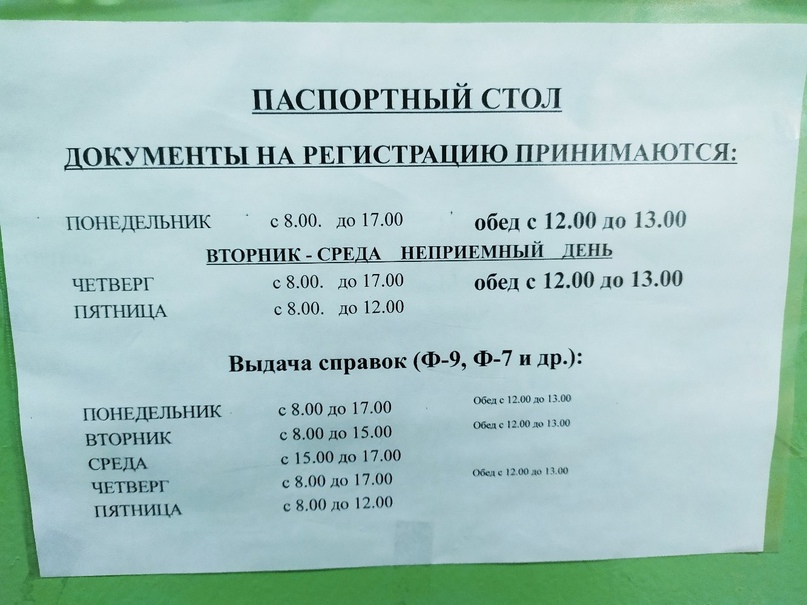 ПАСПОРТНЫЙ СТОЛ
ДОКУМЕНТЫ НА РЕГИСТРАЦИЮ ПРИНИМАЮТСЯ:
ПОНЕДЕЛЬНИК с 8.00. до 17.00 обед с 12.00 до 13.00
ВТОРНИК - СРЕДА НЕПРИЕМНЫЙ ДЕНЬ
ЧЕТВЕРГ с 8.00. до 17.00 обед с 12.00 до 13.00
ПЯТНИЦА с 8.00. до 12.00
Выдача справок (Ф-9, Ф-7 и др.):
ПОНЕДЕЛЬНИК с 8.00 до 17.00 Обед с 12.00 до 13.00
ВТОРНИК с 8.00 до 15.00 Обед с 12.00 до 13.00
СРЕДА с 15.00 до 17.00
ЧЕТВЕРГ с 8.00 до 17.00 Обед с 12.00 до 13.00
ПЯТНИЦА с 8.00 до 12.00